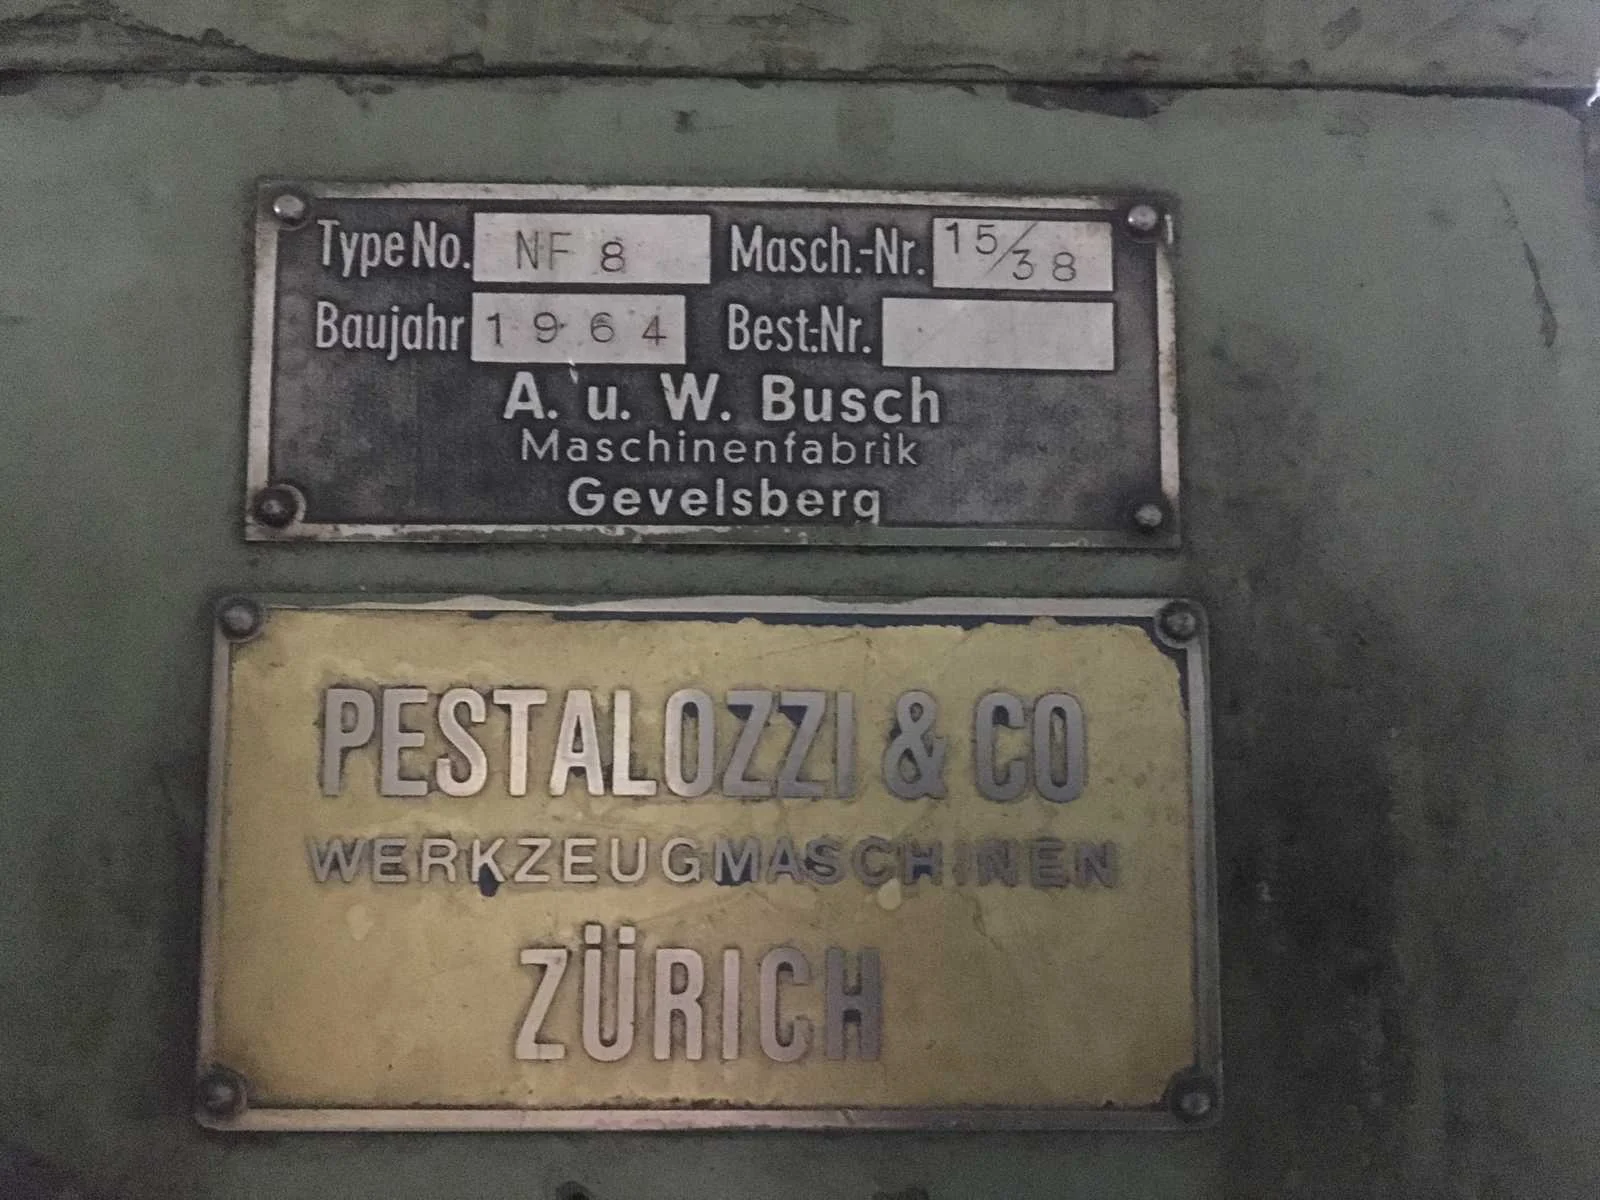 Type No. NF 8 Masch.-Nr. 15/38
Baujahr 1964 Best.-Nr.
A. u. W. Busch
Maschinenfabrik
Gevelsberg
PESTALOZZI & CO
WERKZEUGMASCHINEN
ZÜRICH